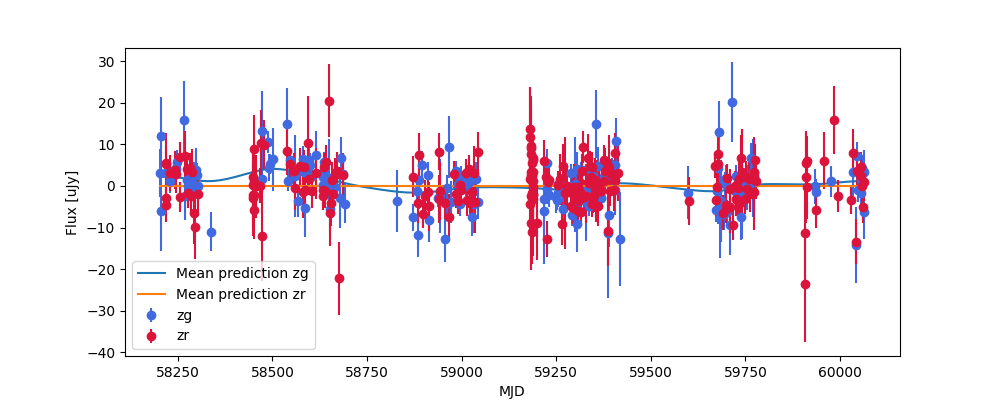 30
20
10
0
−10
−20
−30
−40
Flux [uJy]
Mean prediction zg
Mean prediction zr
zg
zr
58250 58500 58750 59000 59250 59500 59750 60000
MJD